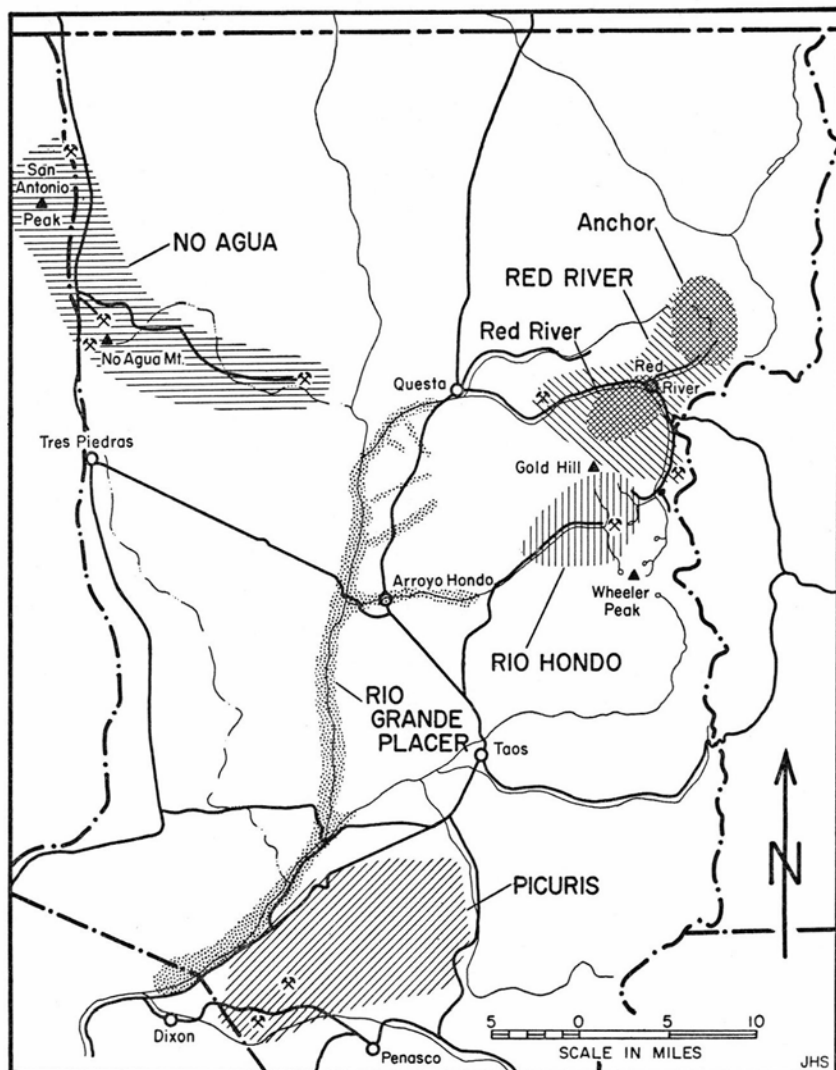 San
Antonio
Peak
NO AGUA
No Agua Mt.
Anchor
RED RIVER
Red River
Red
River
Questa
Tres Piedras
Gold Hill
Arroyo Hondo
Wheeler
Peak
RIO HONDO
RIO
GRANDE
PLACER
Taos
PICURIS
N
Dixon
Penasco
5 0 5 10
SCALE IN MILES
JHS